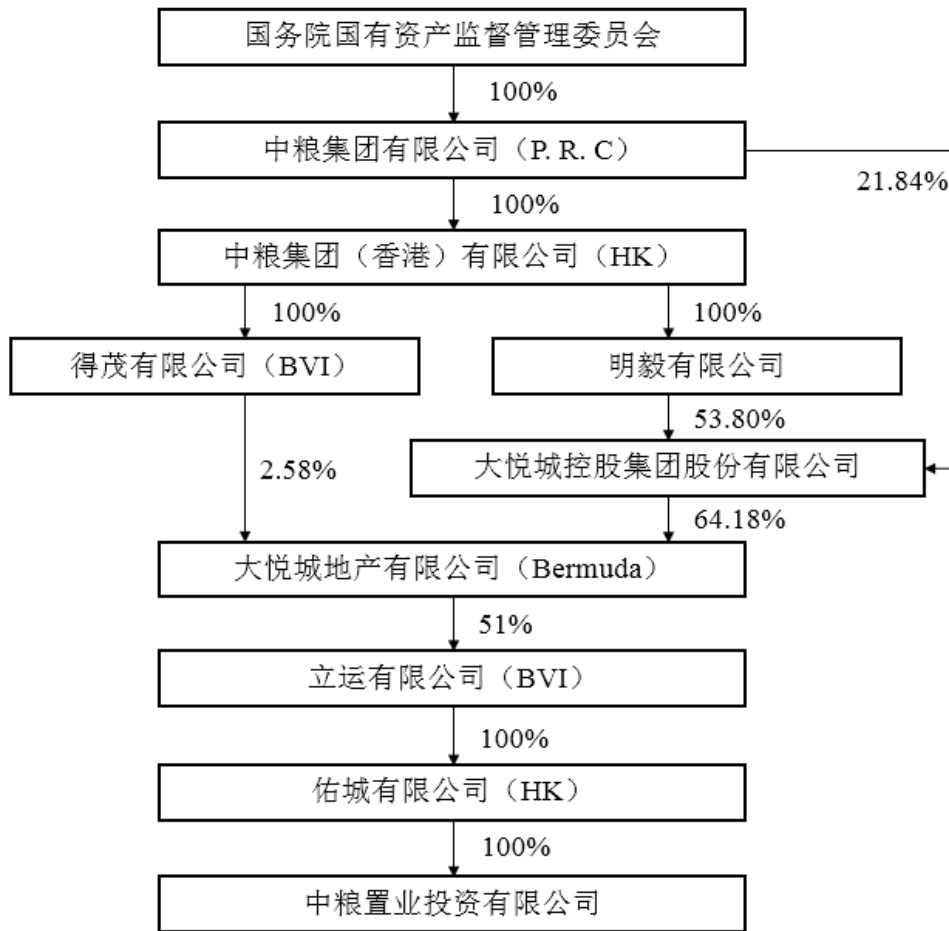 国务院国有资产监督管理委员会
100%
中粮集团有限公司（P. R. C）
21.84%
100%
中粮集团（香港）有限公司（HK）
100%
100%
得茂有限公司（BVI）
明毅有限公司
53.80%
2.58%
大悦城控股集团股份有限公司
64.18%
大悦城地产有限公司（Bermuda）
51%
立运有限公司（BVI）
100%
佑城有限公司（HK）
100%
中粮置业投资有限公司